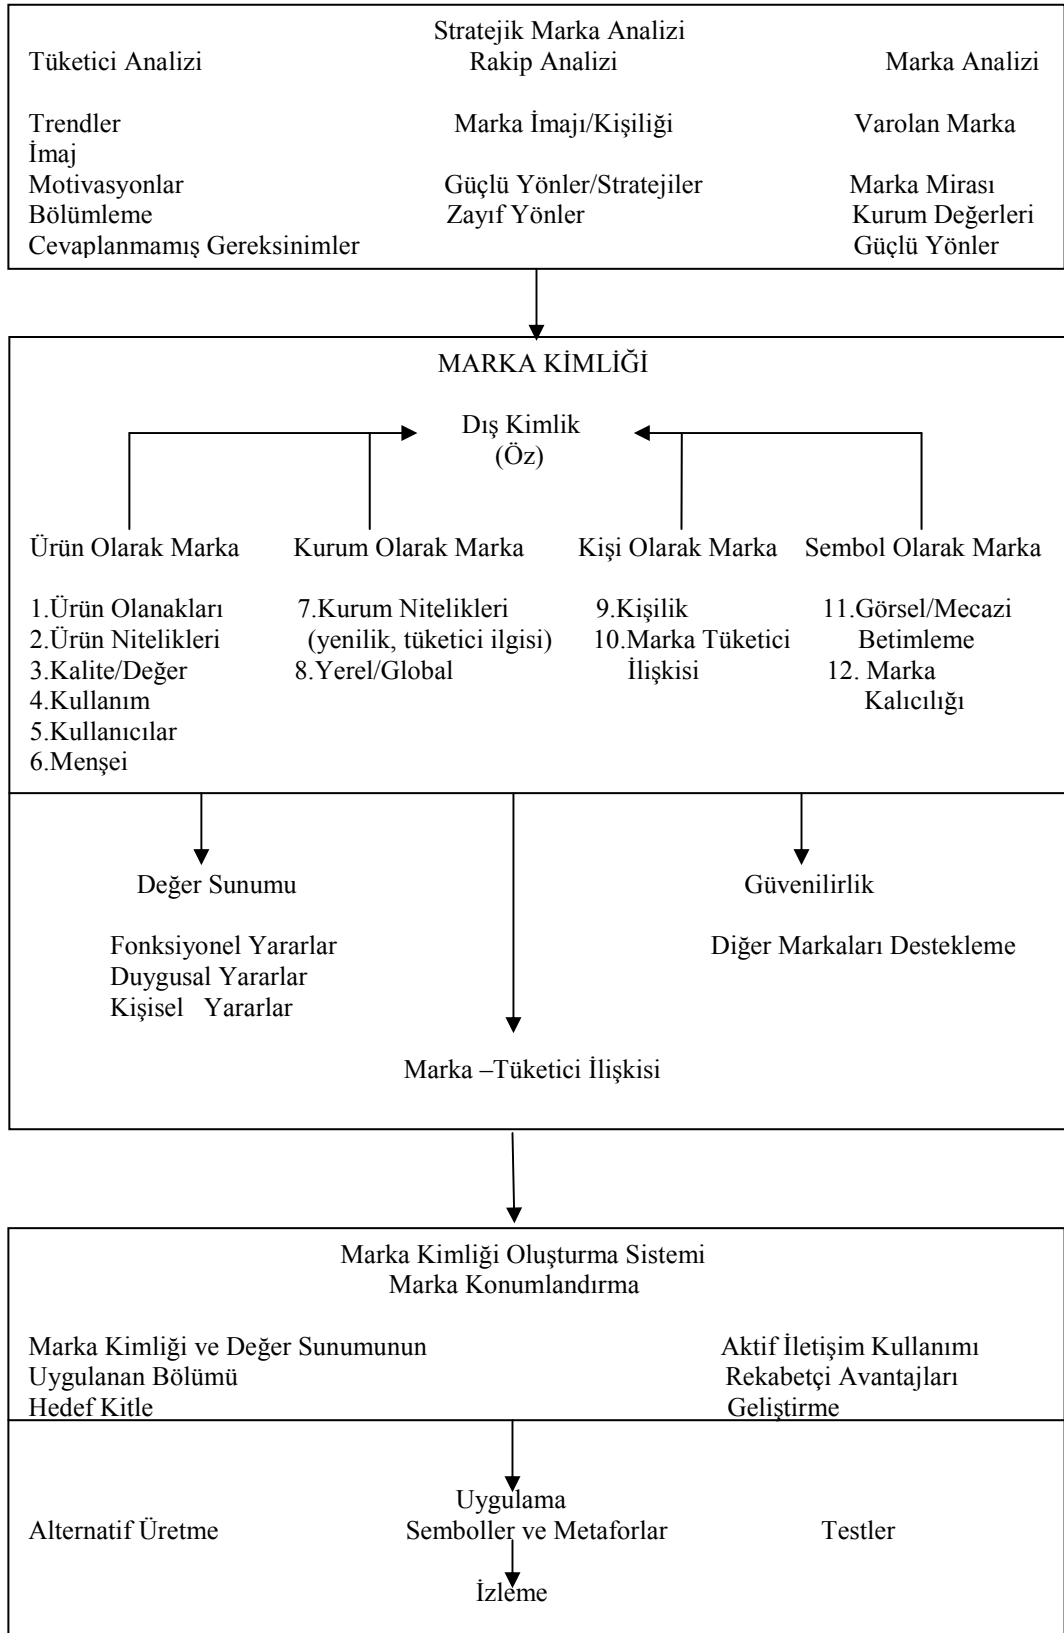 Stratejik Marka Analizi
Tüketici Analizi Rakip Analizi Marka Analizi
Trendler Marka İmajı/Kişiliği Varolan Marka
İmaj
Motivasyonlar Güçlü Yönler/Stratejiler Marka Mirası
Bölümleme Zayıf Yönler Kurum Değerleri
Cevaplanmamış Gereksinimler Güçlü Yönler
MARKA KİMLİĞİ
Dış Kimlik
(Öz)
Ürün Olarak Marka Kurum Olarak Marka Kişi Olarak Marka Sembol Olarak Marka
1.Ürün Olanakları 7.Kurum Nitelikleri 9.Kişilik 11.Görsel/Mecazi
2.Ürün Nitelikleri (yenilik, tüketici ilgisi) 10.Marka Tüketici Betimleme
3.Kalite/Değer 8.Yerel/Global İlişkisi 12. Marka
4.Kullanım Kalıcılığı
5.Kullanıcılar
6.Menşei
Değer Sunumu Güvenilirlik
Fonksiyonel Yararlar Diğer Markaları Destekleme
Duygusal Yararlar
Kişisel Yararlar
Marka –Tüketici İlişkisi
Marka Kimliği Oluşturma Sistemi
Marka Konumlandırma
Marka Kimliği ve Değer Sunumunun Aktif İletişim Kullanımı
Uygulanan Bölümü Rekabetçi Avantajları
Hedef Kitle Geliştirme
Uygulama
Alternatif Üretme Semboller ve Metaforlar Testler
İzleme